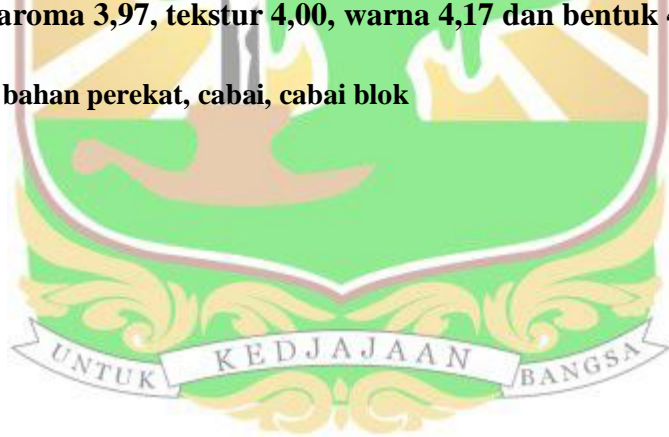 aroma 3,97, tekstur 4,00, warna 4,17 dan bentuk
bahan perekat, cabai, cabai blok
UNTUK KEDJAJAAN BANGSA